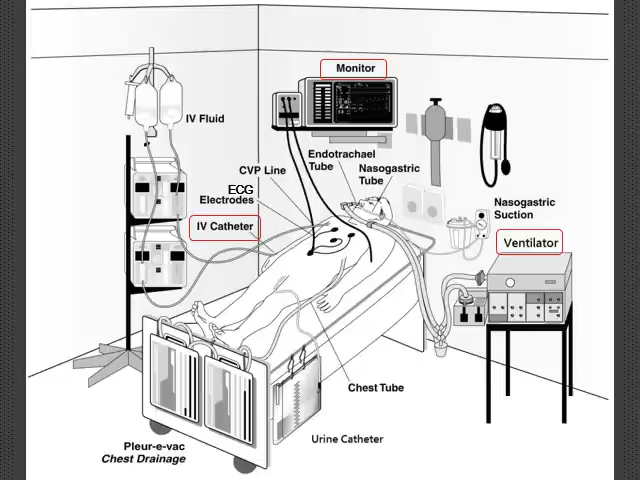 Monitor
IV Fluid
Endotrachael
Tube
Nasogastric
Tube
CVP Line
ECG
Electrodes
IV Catheter
Nasogastric
Suction
Ventilator
Chest Tube
Urine Catheter
Pleur-e-vac
Chest Drainage